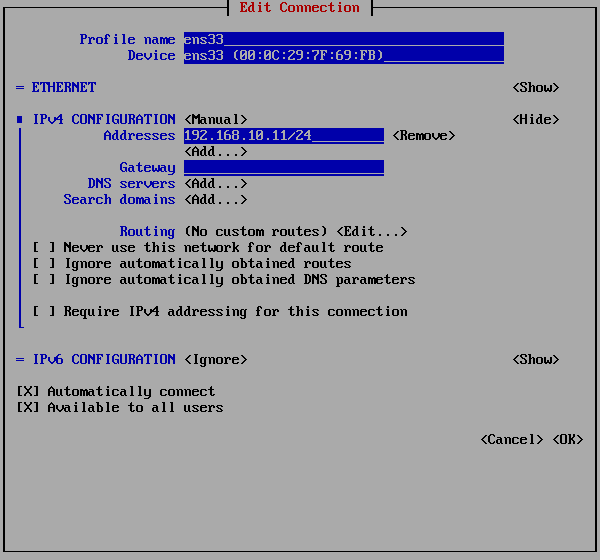 Edit Connection
Profile name ens33
Device ens33 (00:0C:29:7F:69:FB)
= ETHERNET <Show>
IPv4 CONFIGURATION <Manual> <Hide>
Addresses 192.168.10.11/24 <Remove>
<Add...>
Gateway
DNS servers <Add...>
Search domains <Add...>
Routing (No custom routes) <Edit...>
[ ] Never use this network for default route
[ ] Ignore automatically obtained routes
[ ] Ignore automatically obtained DNS parameters
[ ] Require IPv4 addressing for this connection
= IPv6 CONFIGURATION <Ignore> <Show>
[X] Automatically connect
[X] Available to all users
<Cancel> <OK>